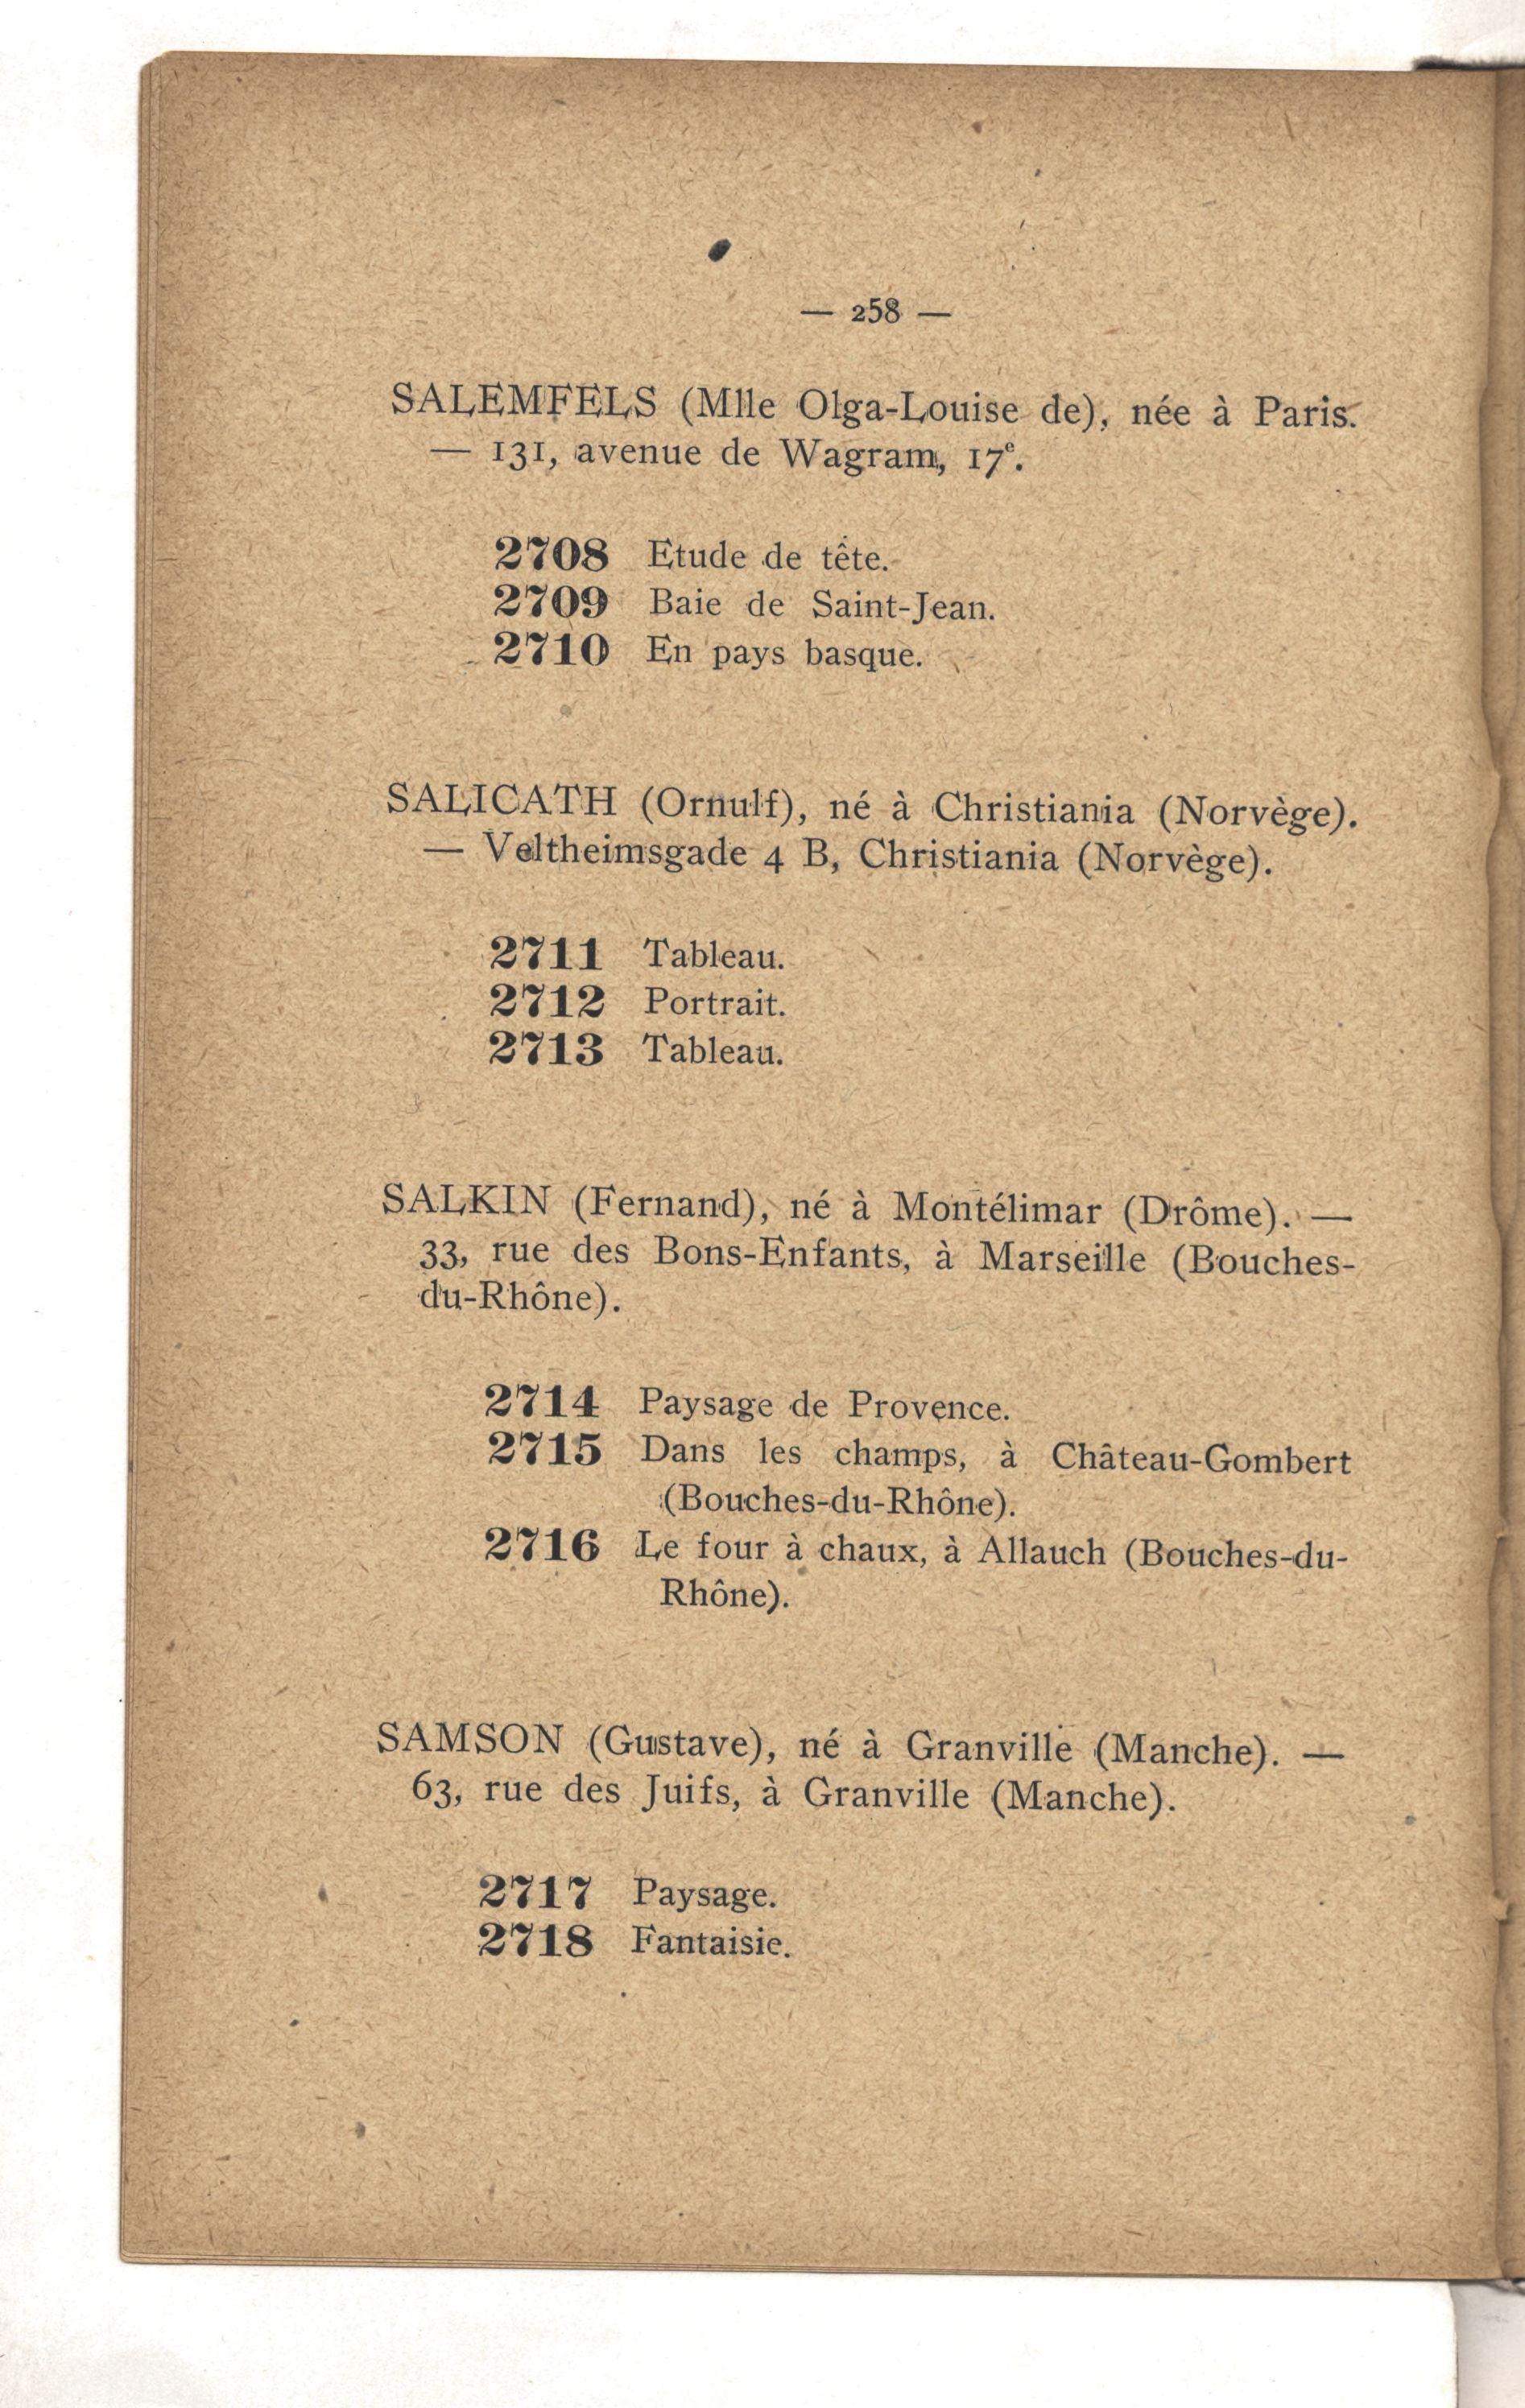 — 258 —
SALEMFELS (Mlle Olga-Louise de), née à Paris.
— 131, avenue de Wagram, 17e.
2708 Etude de tête.
2709 Baie de Saint-Jean.
2710 En pays basque.
SALICATH (Ornulf), né à Christiania (Norvège).
— Veltheimsgade 4 B, Christiania (Norvège).
2711 Tableau.
2712 Portrait.
2713 Tableau.
SALKIN (Fernand), né à Montélimar (Drôme). —
33, rue des Bons-Enfants, à Marseille (Bouches-
du-Rhône).
2714 Paysage de Provence.
2715 Dans les champs, à Château-Gombert
(Bouches-du-Rhône).
2716 Le four à chaux, à Allauch (Bouches-du-
Rhône).
SAMSON (Gustave), né à Granville (Manche). —
63, rue des Juifs, à Granville (Manche).
2717 Paysage.
2718 Fantaisie.